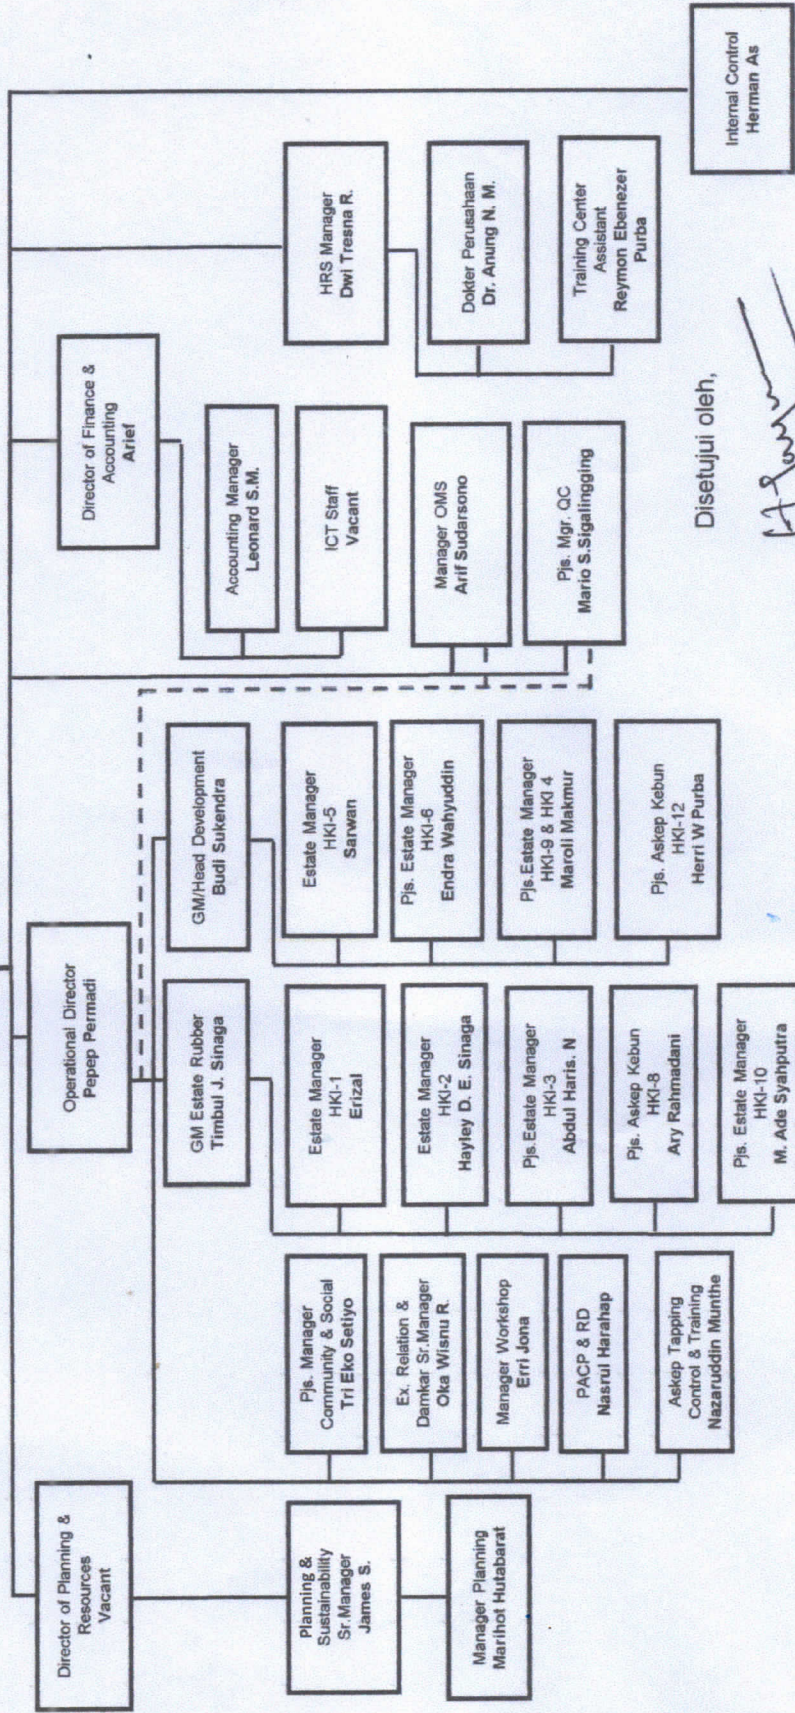 Director of Planning &
Resources
Vacant
Planning &
Sustainability
Sr.Manager
James S.
Manager Planning
Marihot Hutabarat
Operational Director
Pepep Permadi
Pjs. Manager
Community & Social
Tri Eko Setiyo
Ex. Relation &
Damkar Sr.Manager
Oka Wisnu R.
Manager Workshop
Erri Jona
PACP & RD
Nasrul Harahap
Askep Tapping
Control & Training
Nazaruddin Munthe
GM Estate Rubber
Timbul J. Sinaga
Estate Manager
HKI-1
Erizal
Estate Manager
HKI-2
Hayley D. E. Sinaga
Pjs.Estate Manager
HKI-3
Abdul Haris. N
Pjs. Askep Kebun
HKI-8
Ary Rahmadani
Pjs. Estate Manager
HKI-10
M. Ade Syahputra
GM/Head Development
Budi Sukendra
Estate Manager
HKI-5
Sarwan
Pjs. Estate Manager
HKI-6
Endra Wahyuddin
Pjs.Estate Manager
HKI-9 & HKI 4
Maroli Makmur
Pjs. Askep Kebun
HKI-12
Herri W Purba
Director of Finance &
Accounting
Arief
Accounting Manager
Leonard S.M.
ICT Staff
Vacant
Manager OMS
Arif Sudarsono
Pjs. Mgr. QC
Mario S.Sigalingging
HRS Manager
Dwi Tresna R.
Dokter Perusahaan
Dr. Anung N. M.
Training Center
Assistant
Reymon Ebenezer
Purba
Internal Control
Herman As
Disetujui oleh,